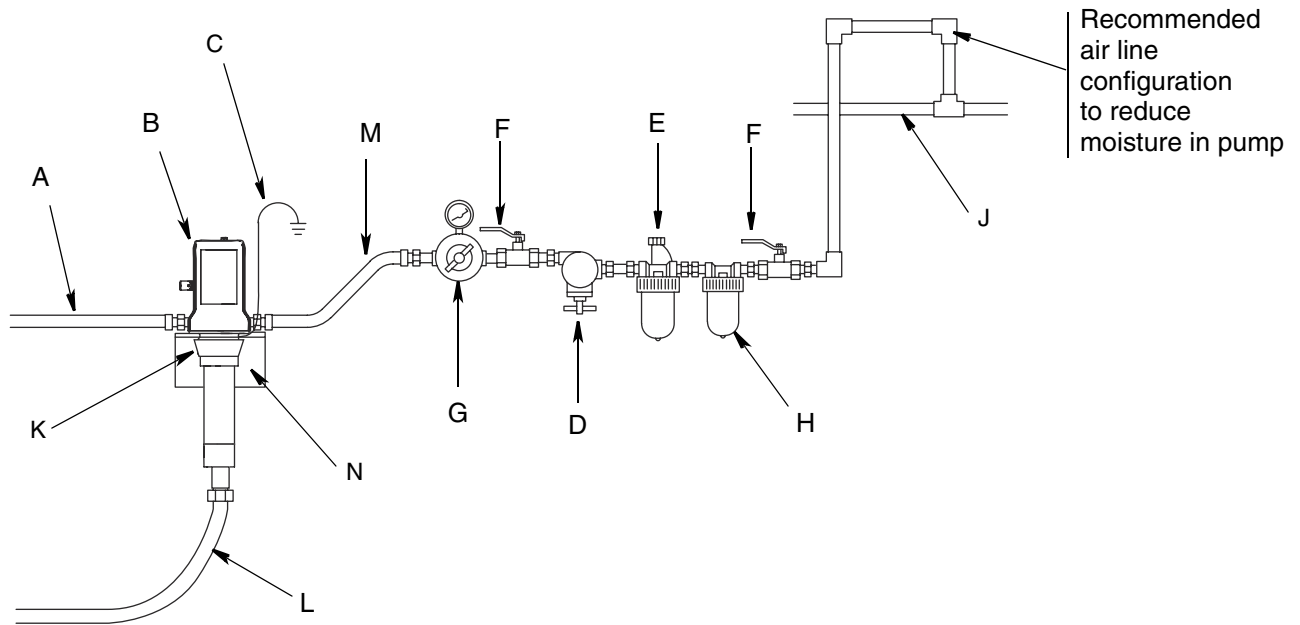 Recommended
air line
configuration
to reduce
moisture in pump
C
B
M
F
E
F
A
J
G
D
H
K
N
L